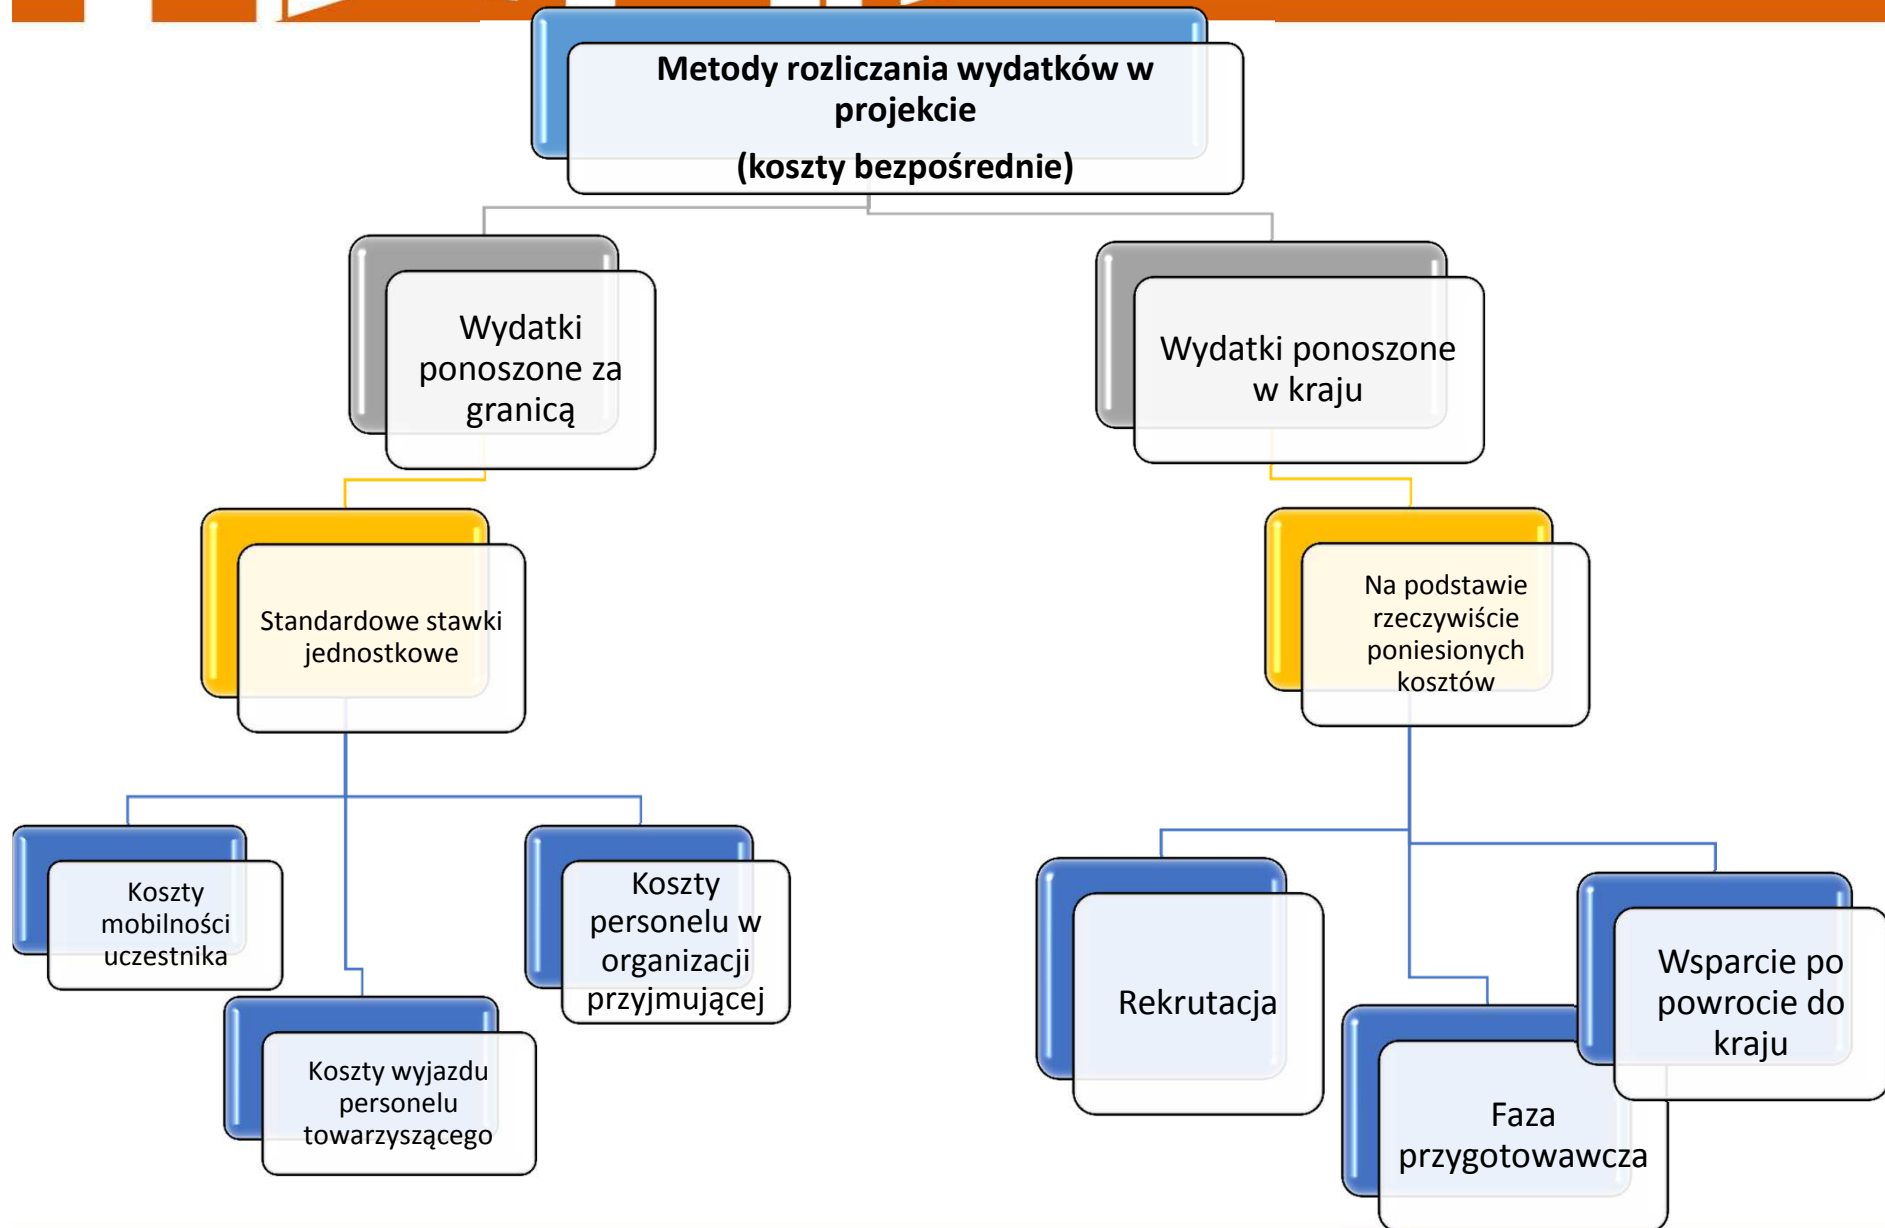 Metody rozliczania wydatków w
projekcie
(koszty bezpośrednie)
Wydatki
ponoszone za
granicą
Wydatki ponoszone
w kraju
Standardowe stawki
jednostkowe
Na podstawie
rzeczywiście
poniesionych
kosztów
Koszty
mobilności
uczestnika
Koszty wyjazdu
personelu
towarzyszącego
Koszty
personelu w
organizacji
przyjmującej
Rekrutacja
Faza
przygotowawcza
Wsparcie po
powrocie do
kraju